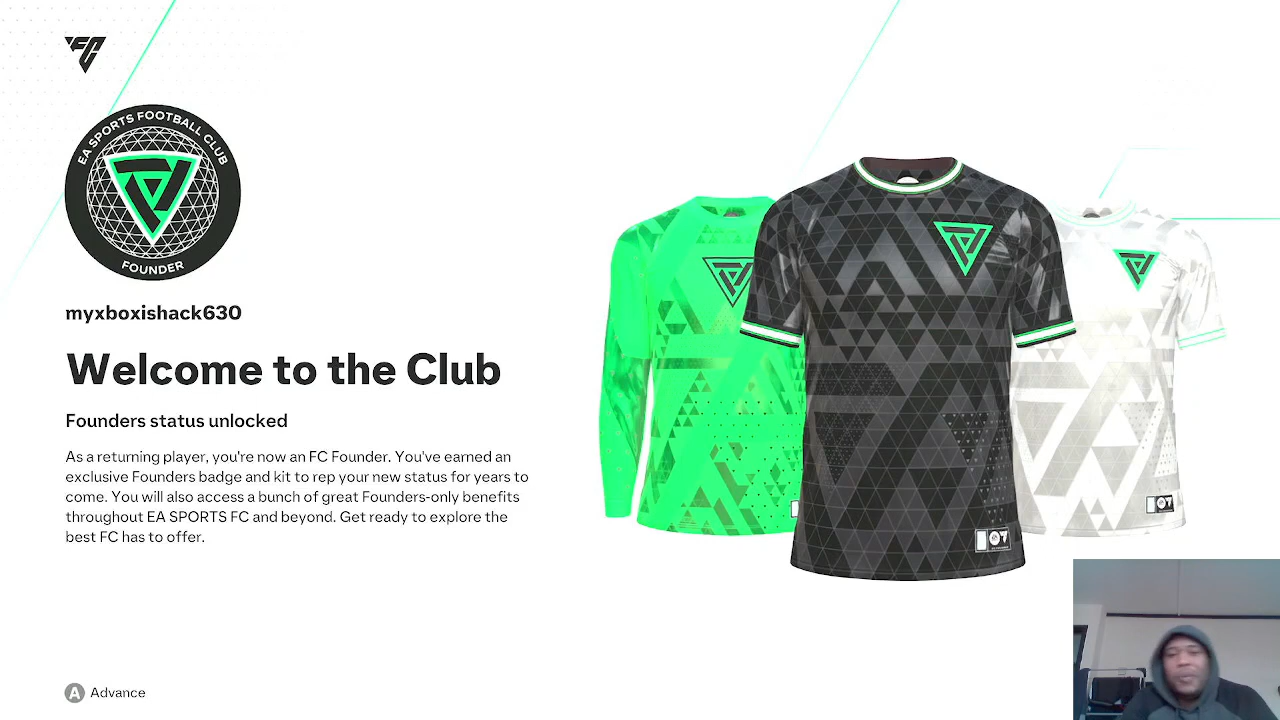 FC
EA SPORTS FOOTBALL CLUB
FOUNDER
myxboxishack630
Welcome to the Club
Founders status unlocked
As a returning player, you're now an FC Founder. You've earned an
exclusive Founders badge and kit to rep your new status for years to
come. You will also access a bunch of great Founders-only benefits
throughout EA SPORTS FC and beyond. Get ready to explore the
best FC has to offer.
A Advance